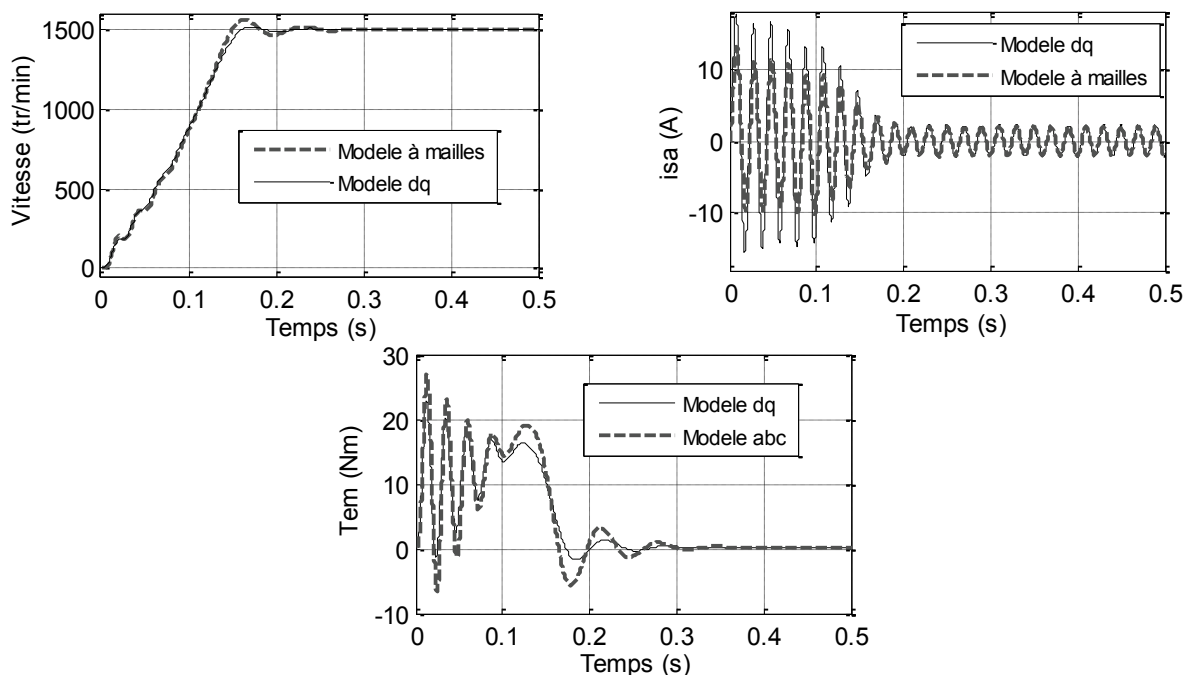 1500
1000
500
0
Vitesse (tr/min)
Modele à mailles
Modele dq
0 0.1 0.2 0.3 0.4 0.5
Temps (s)
10
0
-10
isa (A)
Modele dq
Modele à mailles
0 0.1 0.2 0.3 0.4 0.5
Temps (s)
30
20
10
0
-10
Tem (Nm)
Modele dq
Modele abc
0 0.1 0.2 0.3 0.4 0.5
Temps (s)